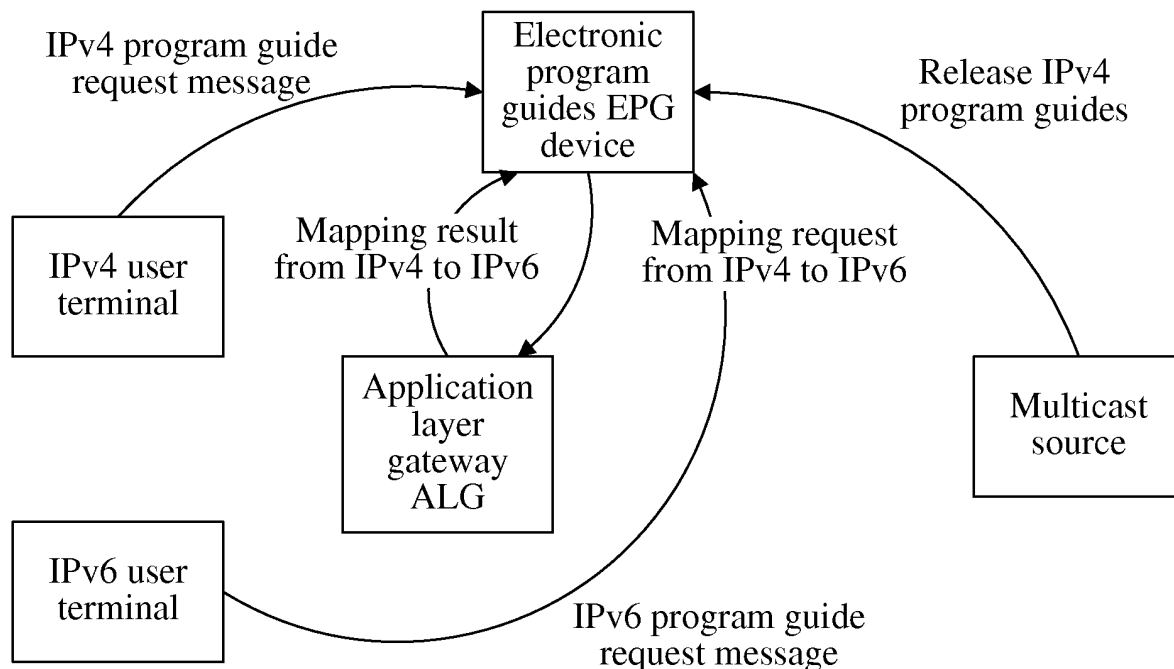 IPv4 program guide
request message
Electronic
program
guides EPG
device
Release IPv4
program guides
IPv4 user
terminal
Mapping result
from IPv4 to IPv6
Mapping request
from IPv4 to IPv6
Application
layer
gateway
ALG
Multicast
source
IPv6 user
terminal
IPv6 program guide
request message